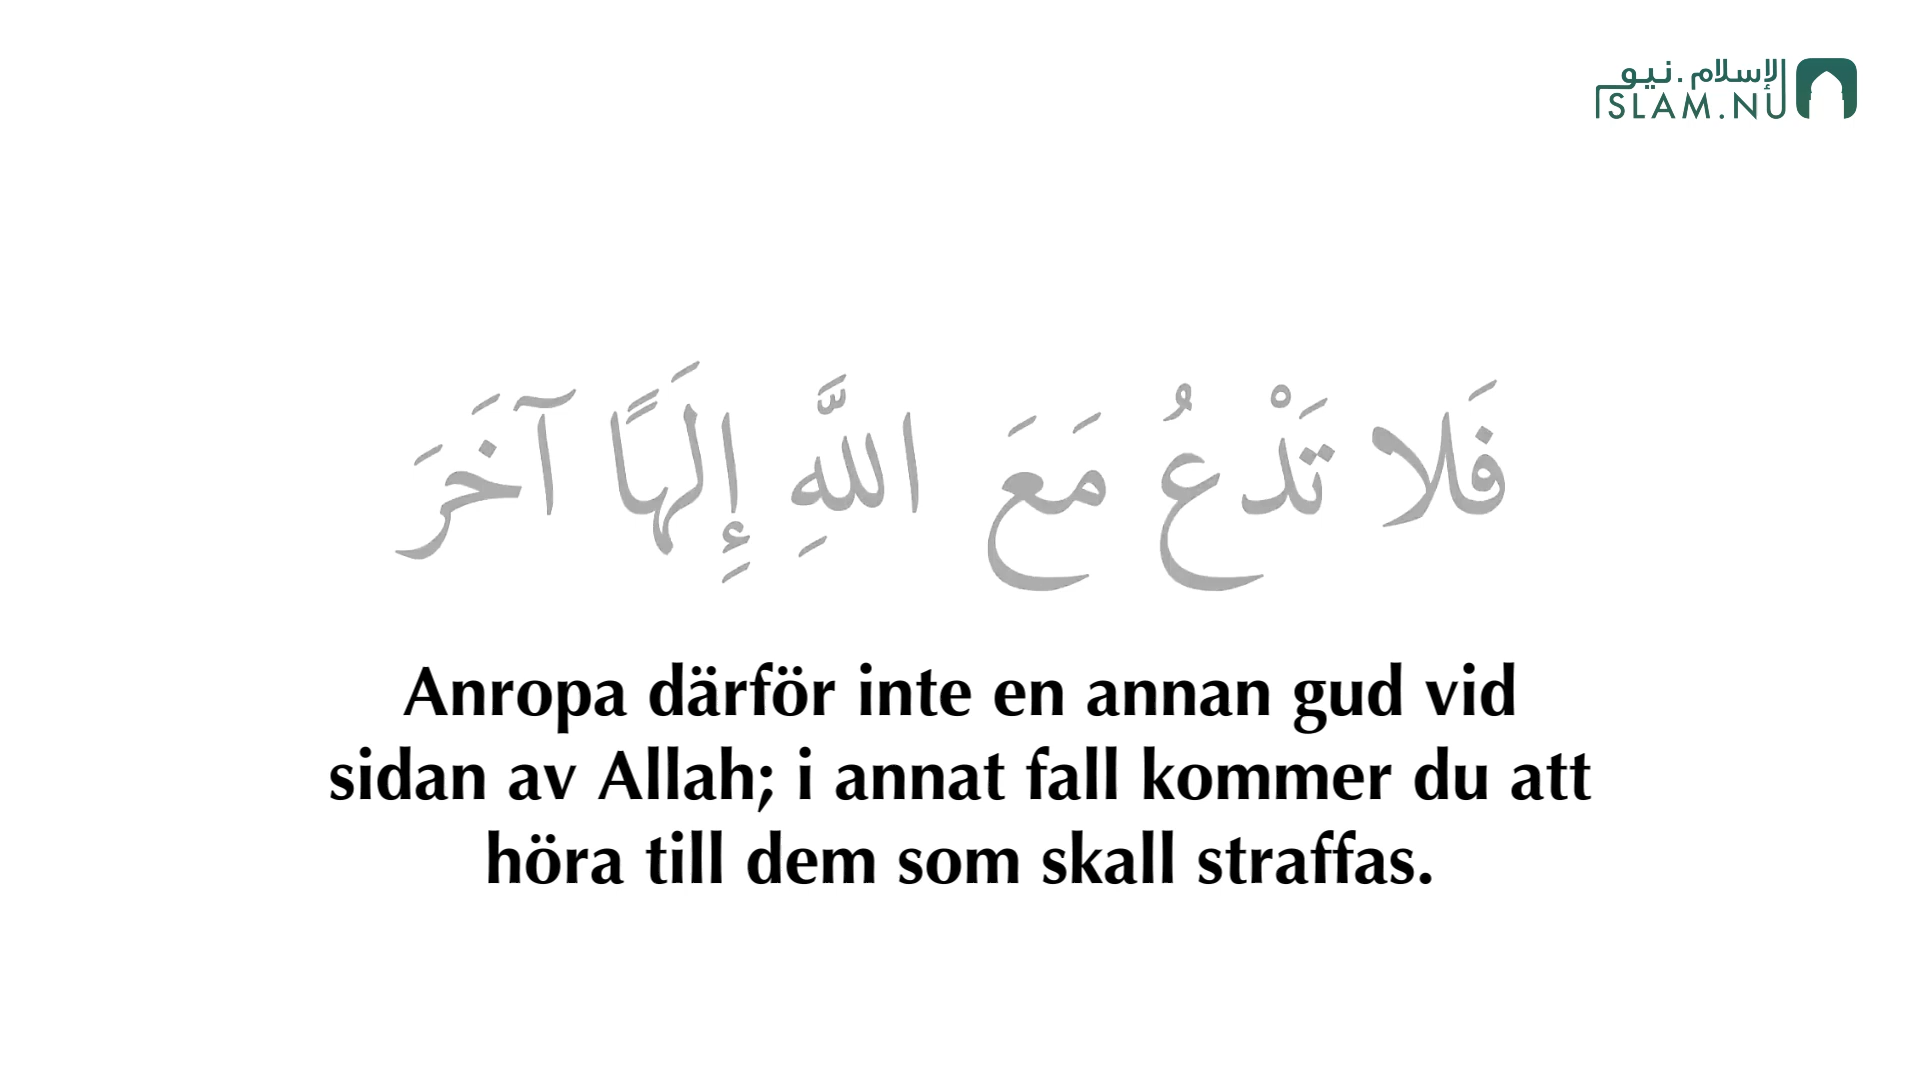 الإسلام.نيو
ISLAM.NU
فَلا تَدْعُ مَعَ اللَّهِ إِلَهًا آخَرَ
Anropa därför inte en annan gud vid
sidan av Allah; i annat fall kommer du att
höra till dem som skall straffas.